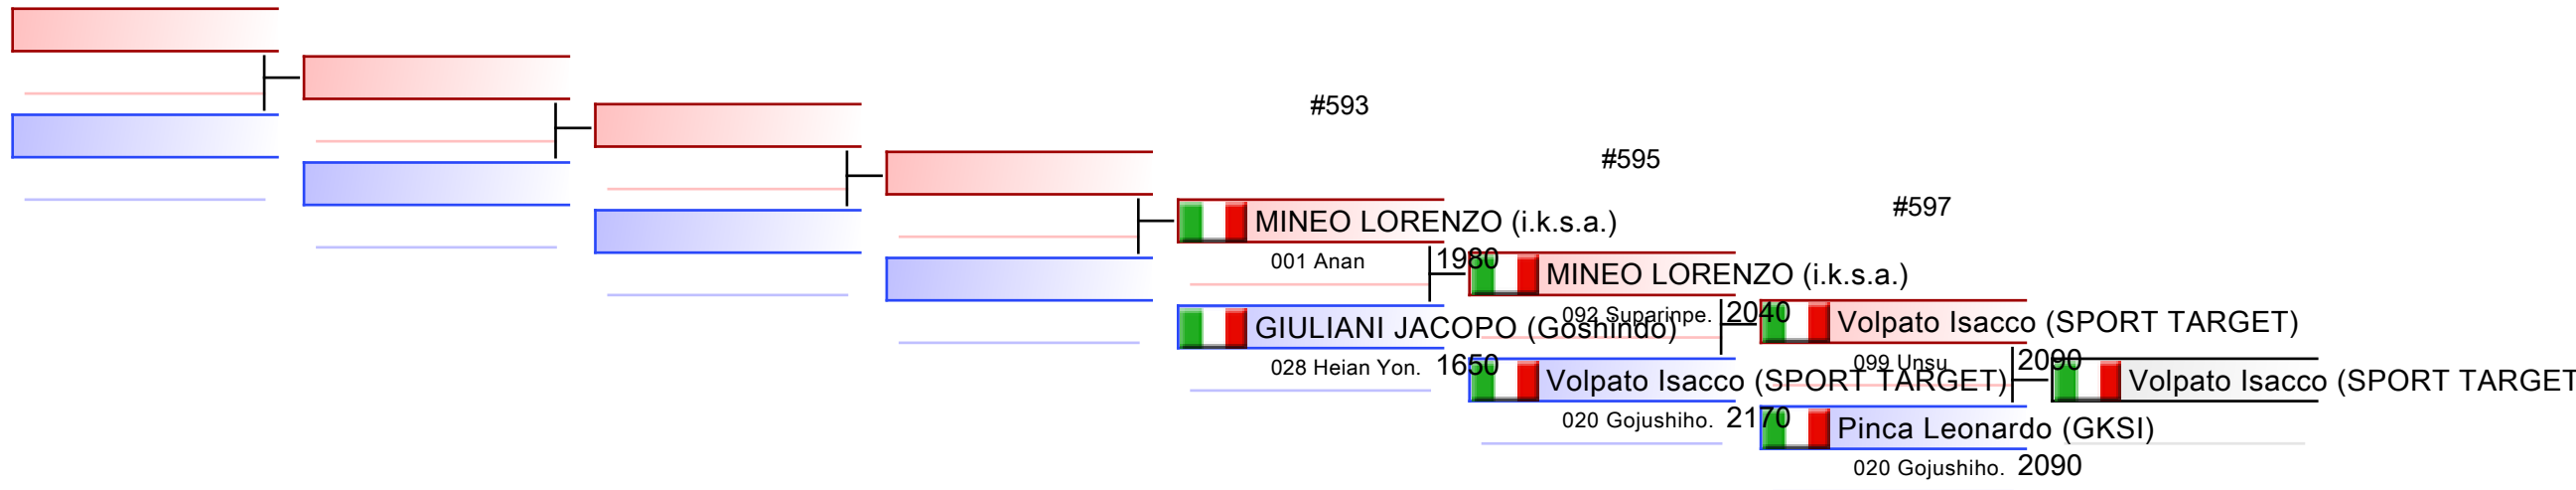 #593
#595
#597
MINEO LORENZO (i.k.s.a.)
001 Anan 1980
GIULIANI JACOPO (Goshindo)
028 Heian Yon. 1650
MINEO LORENZO (i.k.s.a.)
092 Suparinpe. 2040
Volpato Isacco (SPORT TARGET)
020 Gojushiho. 2170
Volpato Isacco (SPORT TARGET)
099 Unsu 2090
Pinca Leonardo (GKSI)
020 Gojushiho. 2090
Volpato Isacco (SPORT TARGET